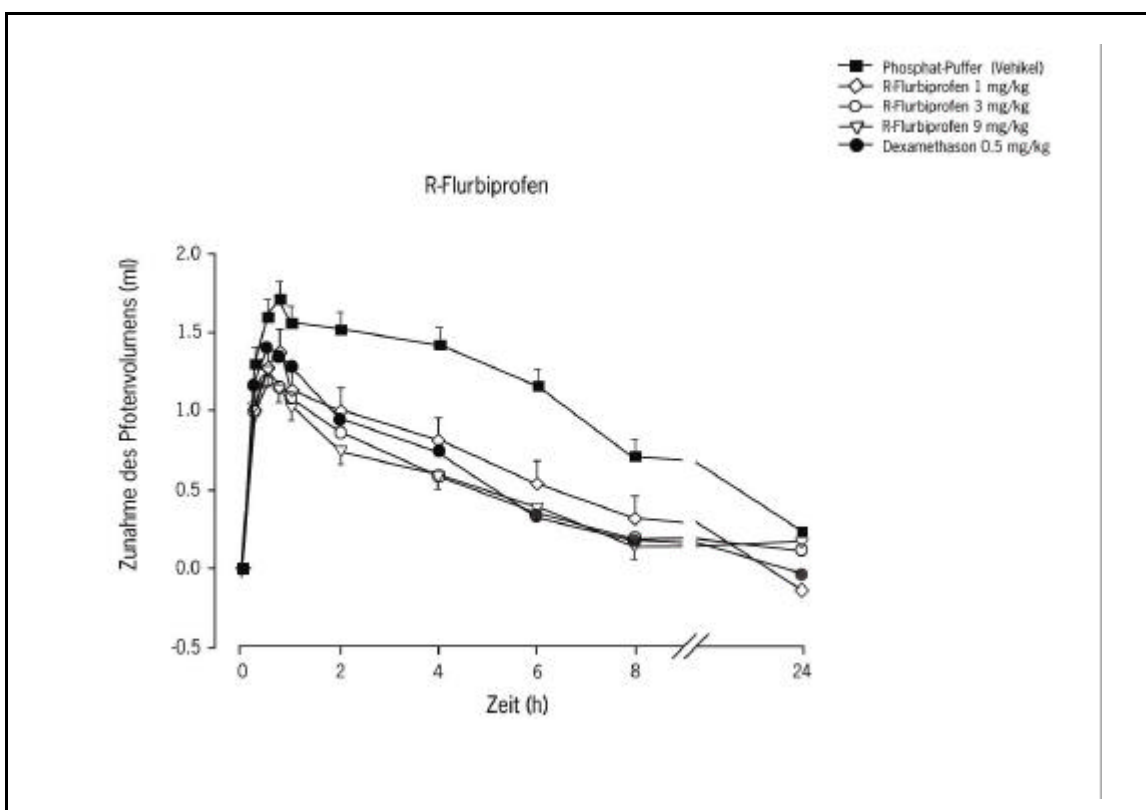 Phosphat-Puffer (Vehikel)
R-Flurbiprofen 1 mg/kg
R-Flurbiprofen 3 mg/kg
R-Flurbiprofen 9 mg/kg
Dexamethason 0.5 mg/kg
R-Flurbiprofen
Zunahme des Pfotenvolumens (ml)
2.0
1.5
1.0
0.5
0.0
-0.5
0 2 4 6 8 24
Zeit (h)